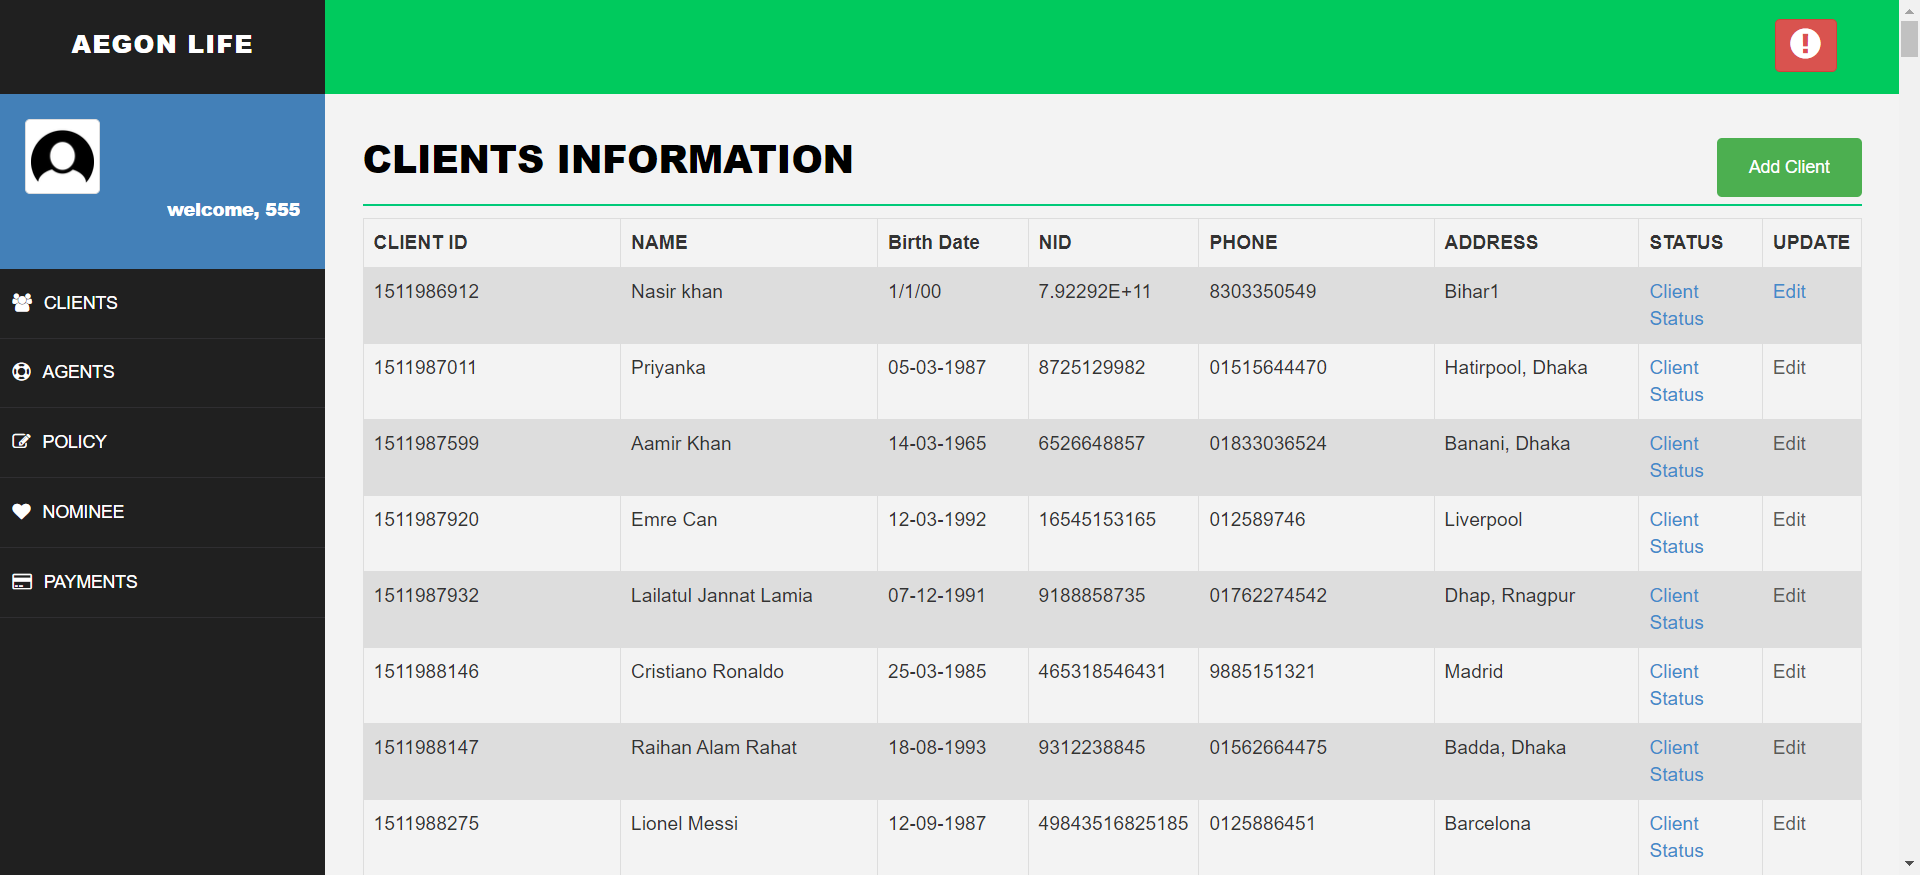 AEGON LIFE
welcome, 555
CLIENTS
AGENTS
POLICY
NOMINEE
PAYMENTS
CLIENTS INFORMATION
Add Client
CLIENT ID NAME Birth Date NID PHONE ADDRESS STATUS UPDATE
1511986912 Nasir khan 1/1/00 7.92292E+11 8303350549 Bihar1 Client Status Edit
1511987011 Priyanka 05-03-1987 8725129982 01515644470 Hatirpool, Dhaka Client Status Edit
1511987599 Aamir Khan 14-03-1965 6526648857 01833036524 Banani, Dhaka Client Status Edit
1511987920 Emre Can 12-03-1992 16545153165 012589746 Liverpool Client Status Edit
1511987932 Lailatul Jannat Lamia 07-12-1991 9188858735 01762274542 Dhap, Rnagpur Client Status Edit
1511988146 Cristiano Ronaldo 25-03-1985 465318546431 9885151321 Madrid Client Status Edit
1511988147 Raihan Alam Rahat 18-08-1993 9312238845 01562664475 Badda, Dhaka Client Status Edit
1511988275 Lionel Messi 12-09-1987 49843516825185 0125886451 Barcelona Client Status Edit